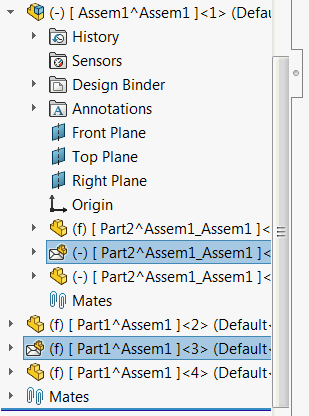 (-) [ Assem1^Assem1 ]<1> (Defau
History
Sensors
Design Binder
Annotations
Front Plane
Top Plane
Right Plane
Origin
(f) [ Part2^Assem1_Assem1 ]<
(-) [ Part2^Assem1_Assem1 ]<
(-) [ Part2^Assem1_Assem1 ]<
Mates
(f) [ Part1^Assem1 ]<2> (Default<
(f) [ Part1^Assem1 ]<3> (Default<
(f) [ Part1^Assem1 ]<4> (Default<
Mates